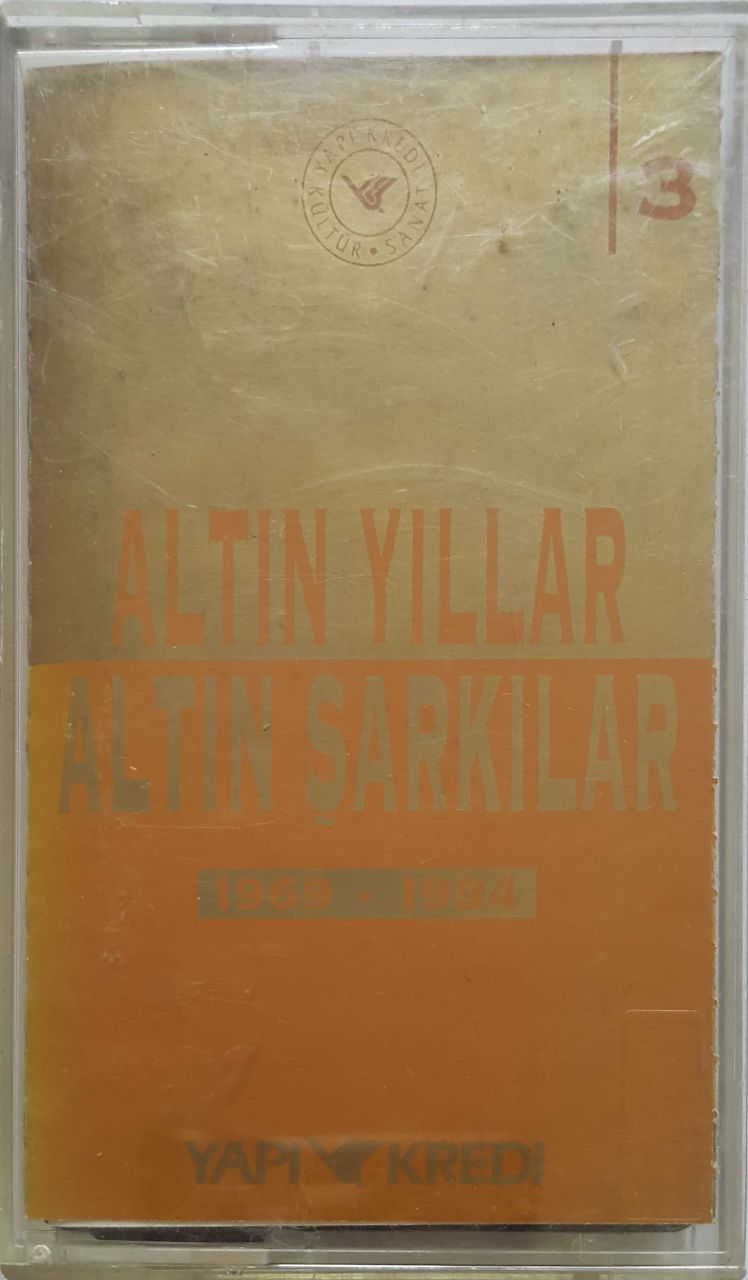 YAPI KREDİ
KÜLTÜR • SANAT
3
ALTIN YILLAR
ALTIN ŞARKILAR
1969 - 1994
YAPI KREDİ